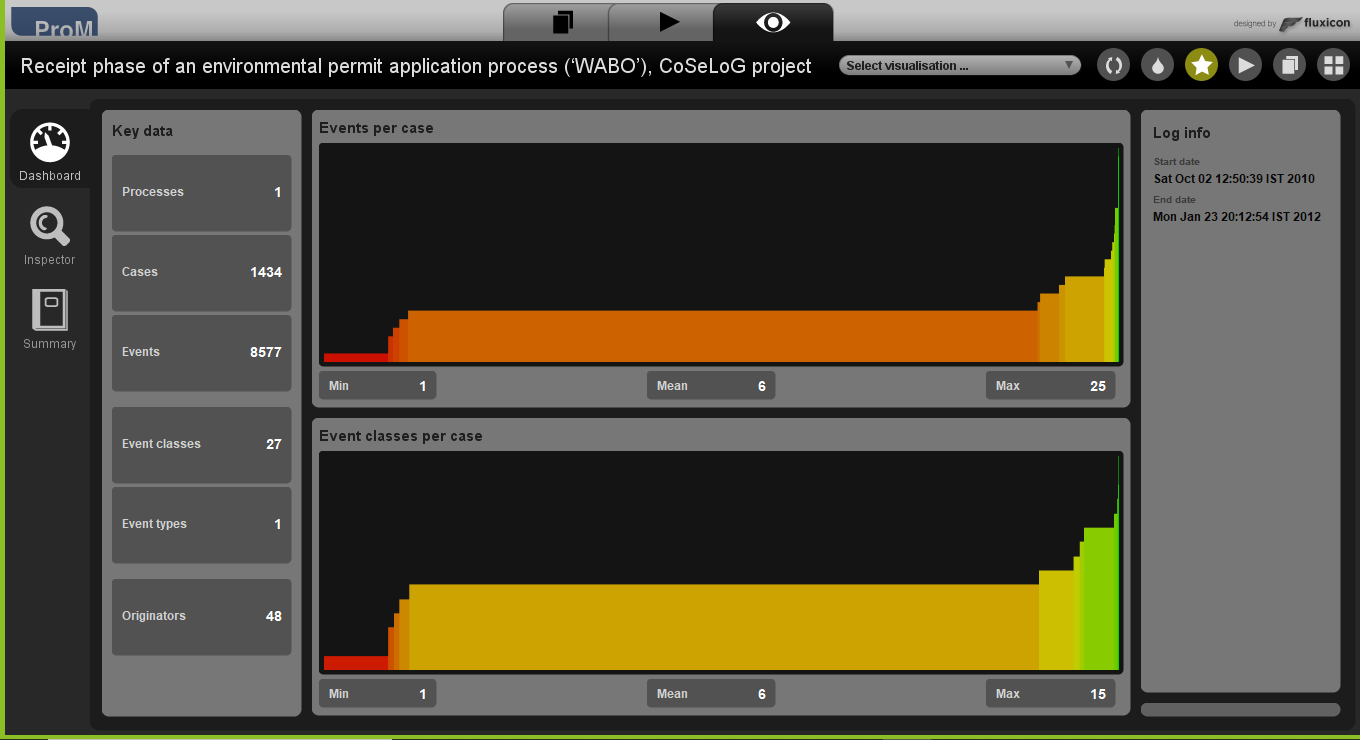 ProM
designed by fluxicon
Receipt phase of an environmental permit application process (‘WABO’), CoSeLoG project
Select visualisation ...
Dashboard
Inspector
Summary
Key data
Processes 1
Cases 1434
Events 8577
Event classes 27
Event types 1
Originators 48
Events per case
Min 1 Mean 6 Max 25
Event classes per case
Min 1 Mean 6 Max 15
Log info
Start date
Sat Oct 02 12:50:39 IST 2010
End date
Mon Jan 23 20:12:54 IST 2012